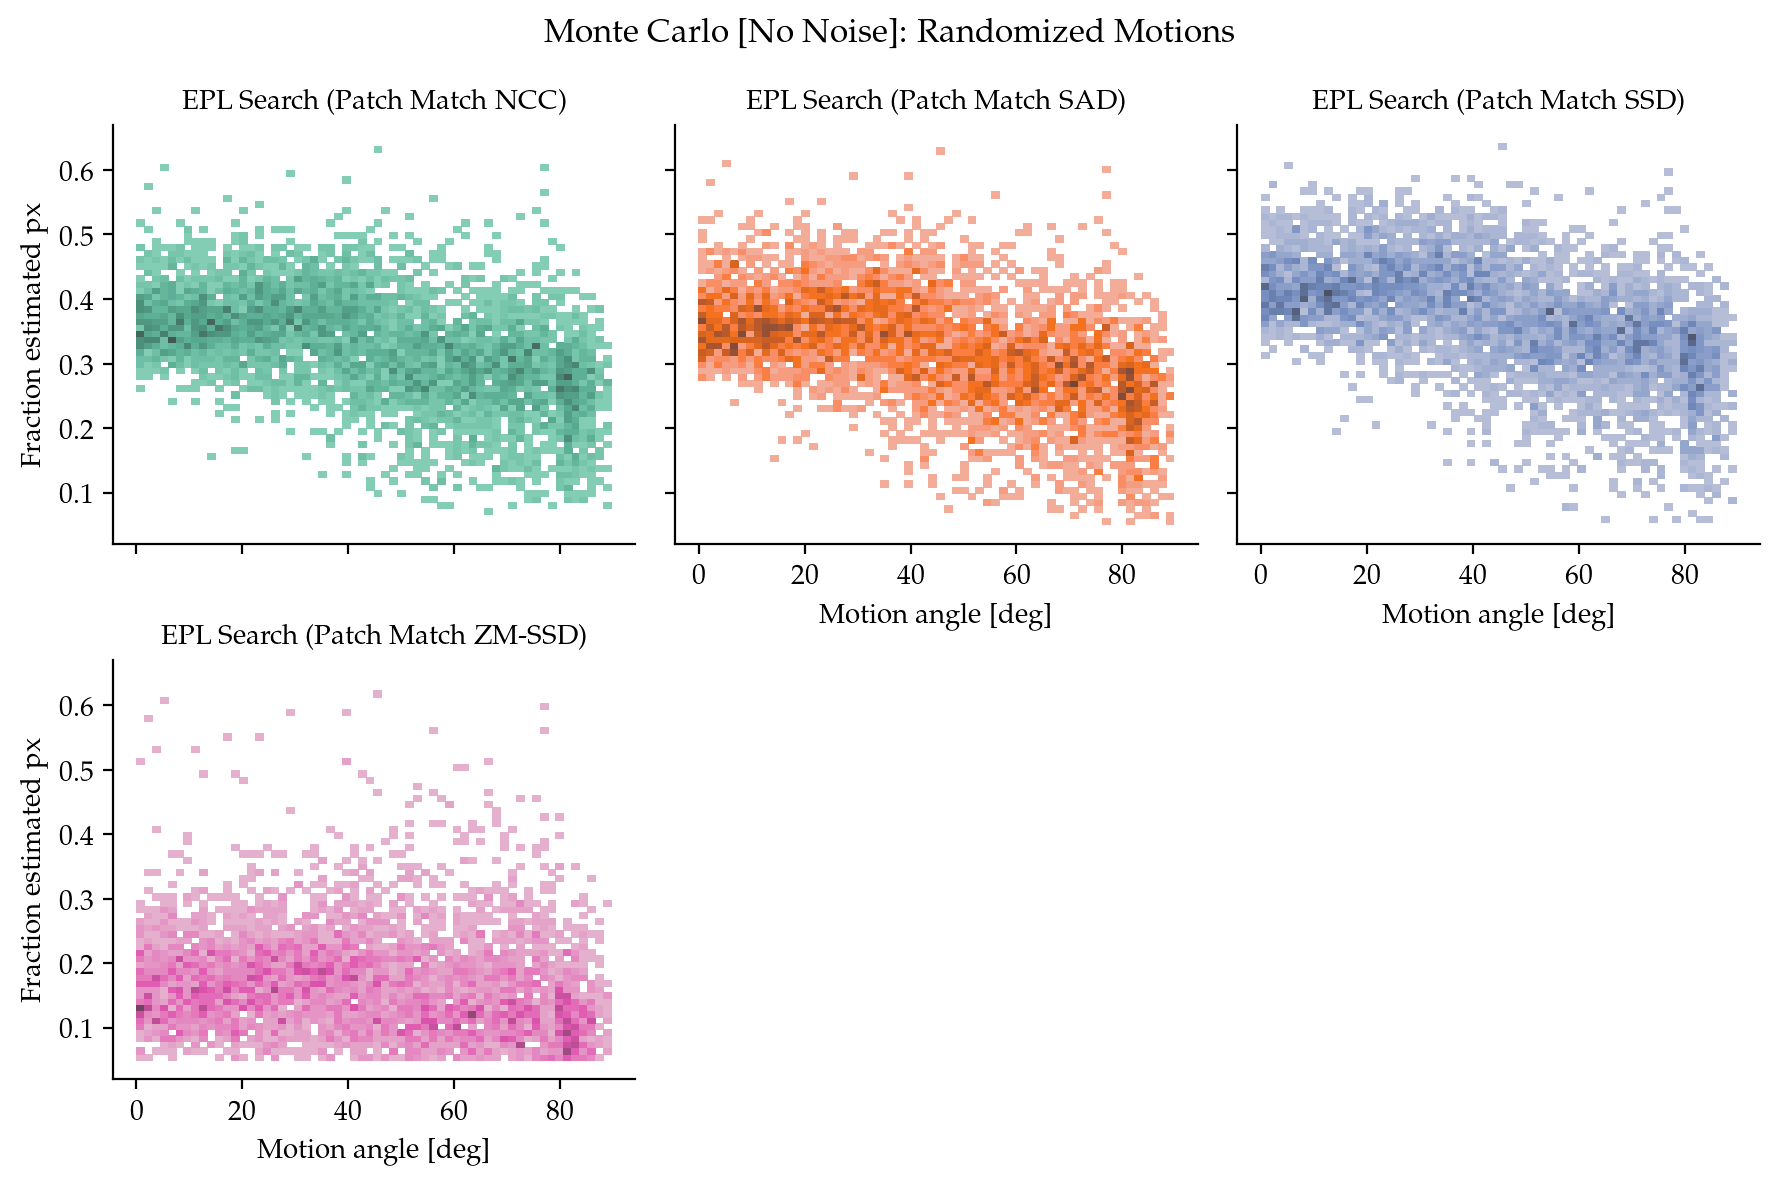 Monte Carlo [No Noise]: Randomized Motions
EPL Search (Patch Match NCC)
EPL Search (Patch Match SAD)
EPL Search (Patch Match SSD)
Fraction estimated px
0.6
0.5
0.4
0.3
0.2
0.1
0 20 40 60 80
Motion angle [deg]
0 20 40 60 80
Motion angle [deg]
EPL Search (Patch Match ZM-SSD)
Fraction estimated px
0.6
0.5
0.4
0.3
0.2
0.1
0 20 40 60 80
Motion angle [deg]